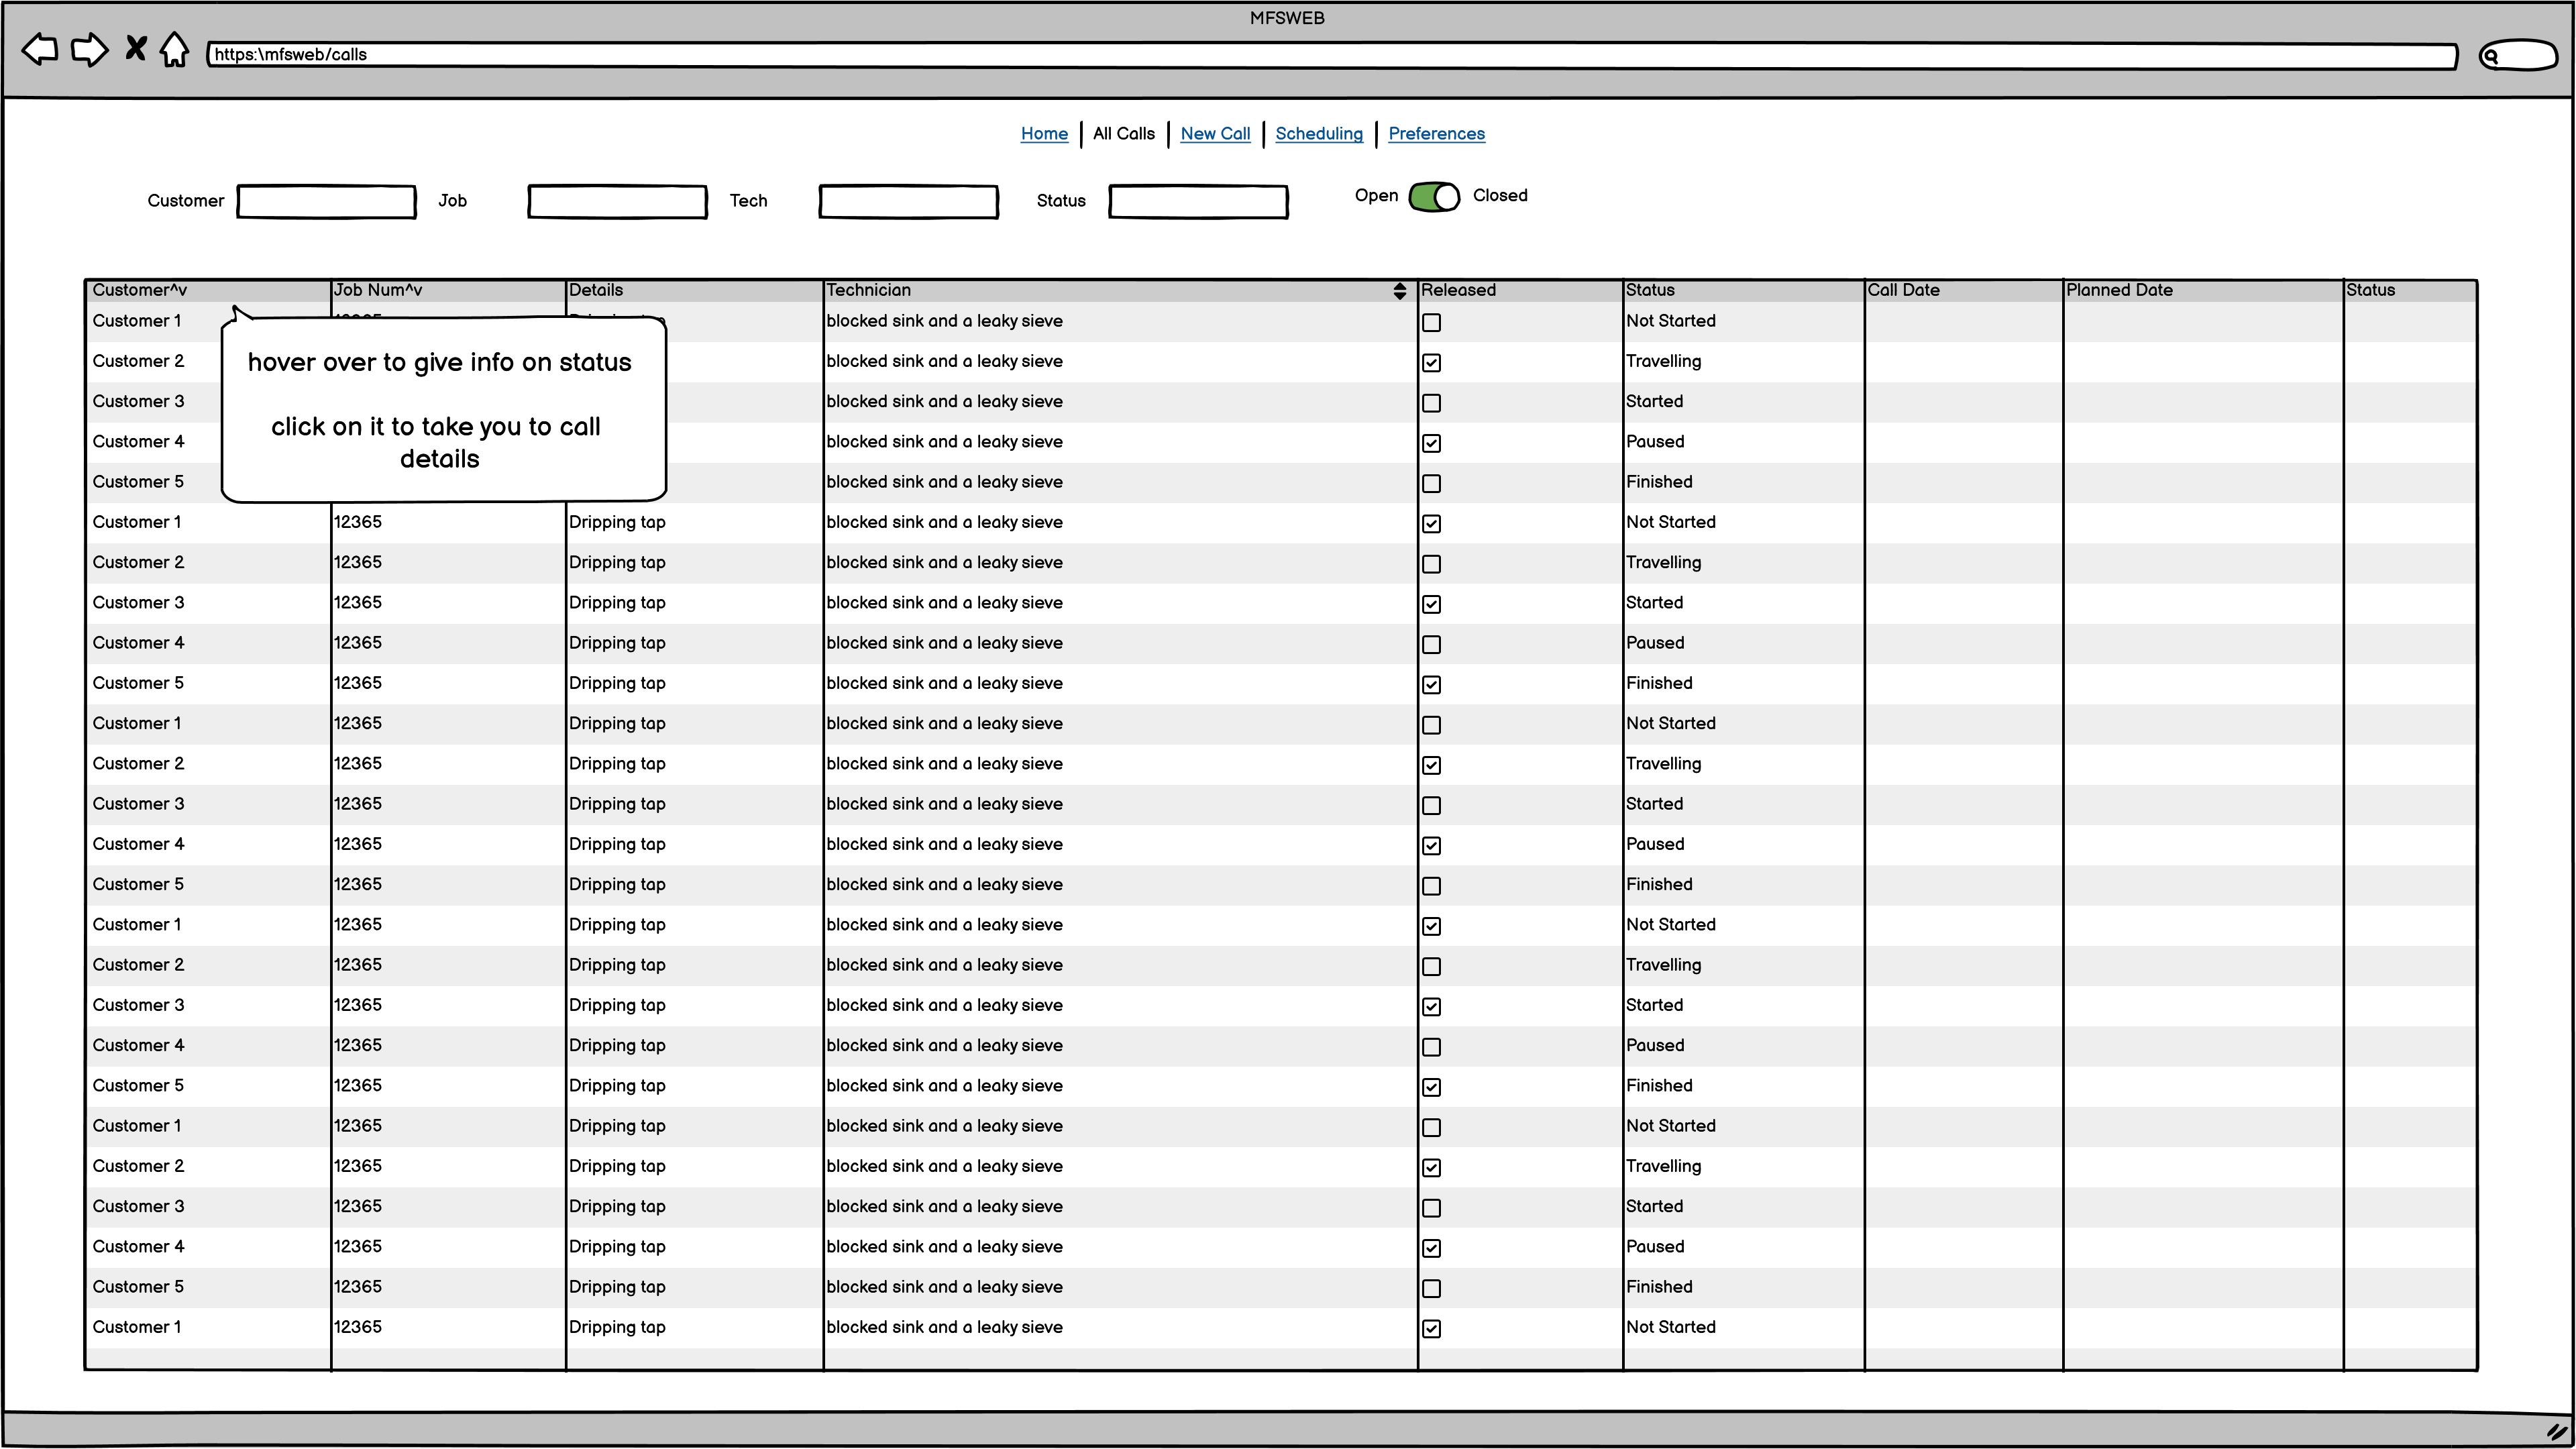 MFSWEB
https:\mfsweb/calls
Home All Calls New Call Scheduling Preferences
Customer Job Tech Status Open Closed
Customer^v Job Num^v Details Technician Released Status Call Date Planned Date Status
Customer 1 blocked sink and a leaky sieve Not Started
hover over to give info on status
Customer 2 blocked sink and a leaky sieve Travelling
Customer 3 blocked sink and a leaky sieve Started
click on it to take you to call
details
Customer 4 blocked sink and a leaky sieve Paused
Customer 5 blocked sink and a leaky sieve Finished
Customer 1 12365 Dripping tap blocked sink and a leaky sieve Not Started
Customer 2 12365 Dripping tap blocked sink and a leaky sieve Travelling
Customer 3 12365 Dripping tap blocked sink and a leaky sieve Started
Customer 4 12365 Dripping tap blocked sink and a leaky sieve Paused
Customer 5 12365 Dripping tap blocked sink and a leaky sieve Finished
Customer 1 12365 Dripping tap blocked sink and a leaky sieve Not Started
Customer 2 12365 Dripping tap blocked sink and a leaky sieve Travelling
Customer 3 12365 Dripping tap blocked sink and a leaky sieve Started
Customer 4 12365 Dripping tap blocked sink and a leaky sieve Paused
Customer 5 12365 Dripping tap blocked sink and a leaky sieve Finished
Customer 1 12365 Dripping tap blocked sink and a leaky sieve Not Started
Customer 2 12365 Dripping tap blocked sink and a leaky sieve Travelling
Customer 3 12365 Dripping tap blocked sink and a leaky sieve Started
Customer 4 12365 Dripping tap blocked sink and a leaky sieve Paused
Customer 5 12365 Dripping tap blocked sink and a leaky sieve Finished
Customer 1 12365 Dripping tap blocked sink and a leaky sieve Not Started
Customer 2 12365 Dripping tap blocked sink and a leaky sieve Travelling
Customer 3 12365 Dripping tap blocked sink and a leaky sieve Started
Customer 4 12365 Dripping tap blocked sink and a leaky sieve Paused
Customer 5 12365 Dripping tap blocked sink and a leaky sieve Finished
Customer 1 12365 Dripping tap blocked sink and a leaky sieve Not Started